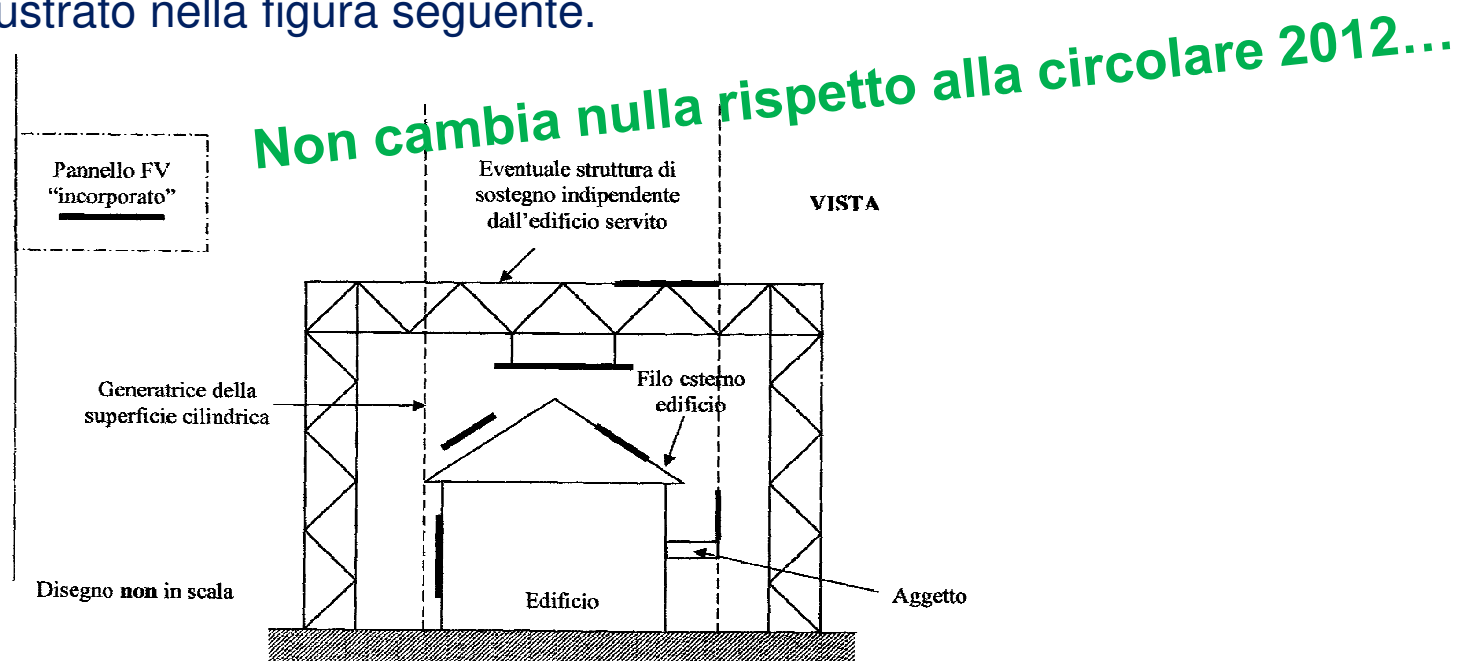 ustrato nella figura seguente.
Non cambia nulla rispetto alla circolare 2012…
Pannello FV
“incorporato”
Eventuale struttura di
sostegno indipendente
dall’edificio servito
VISTA
Generatrice della
superficie cilindrica
Filo esterno
edificio
Disegno non in scala
Edificio
Aggetto